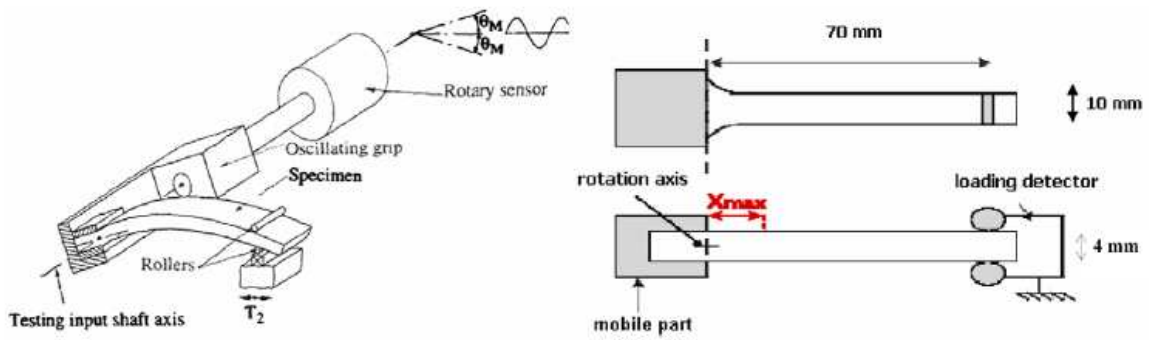 θM
θM
Rotary sensor
Oscillating grip
Specimen
Rollers
T2
Testing input shaft axis
70 mm
10 mm
rotation axis
Xmax
loading detector
4 mm
mobile part